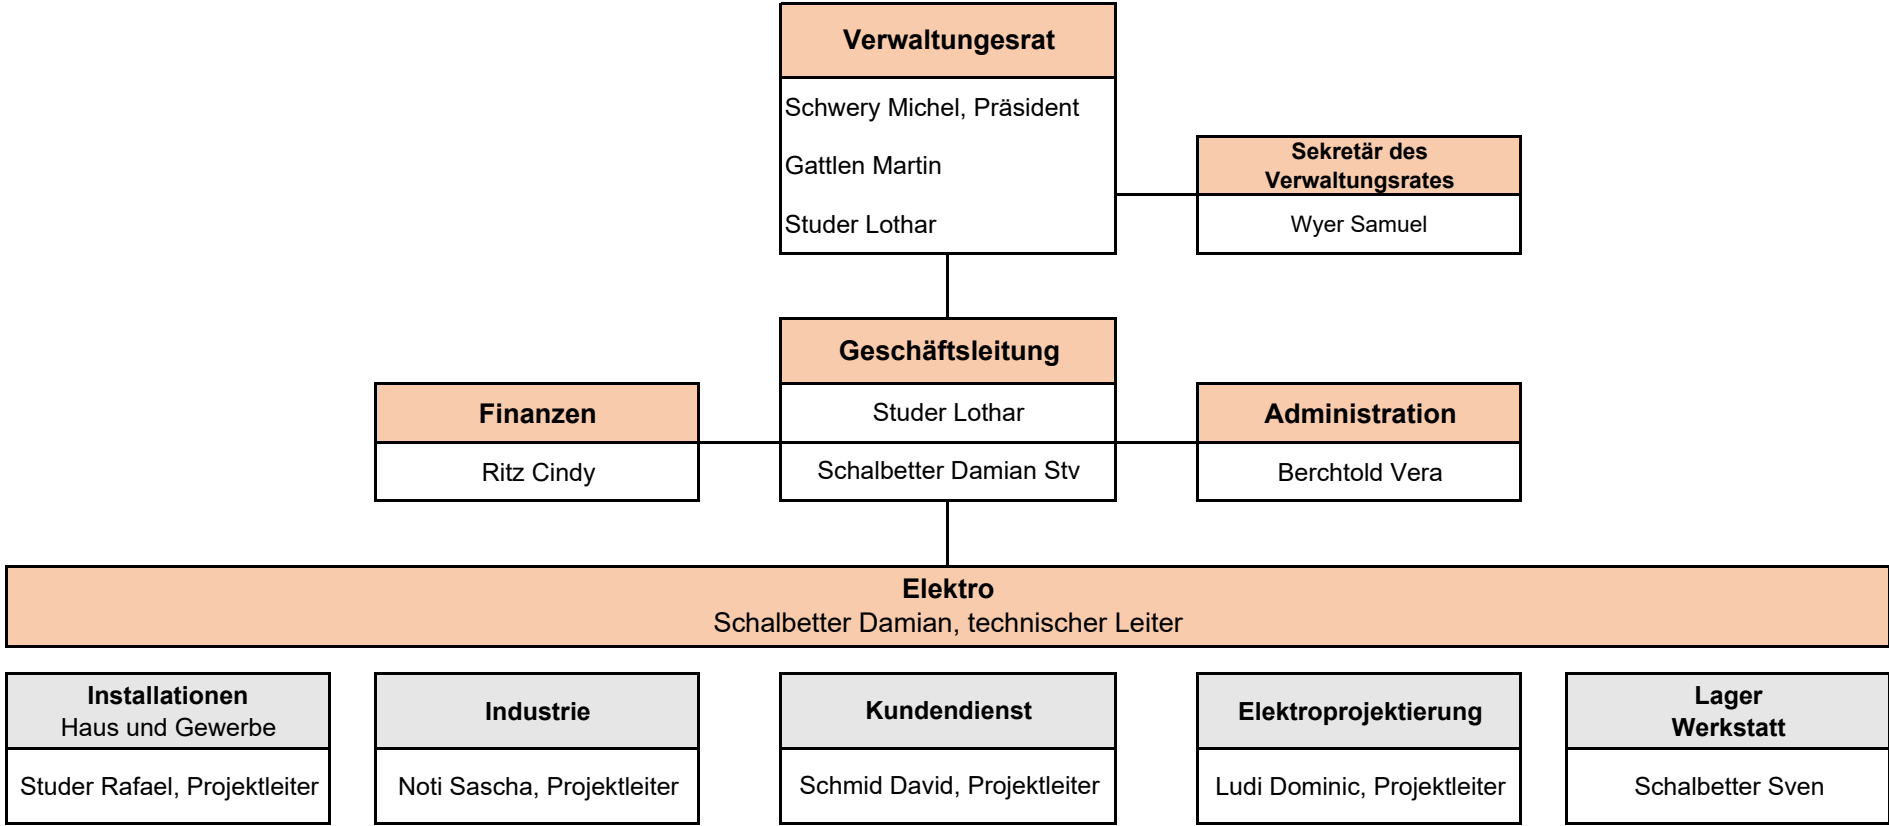 Verwaltungesrat
Schwery Michel, Präsident
Gattlen Martin
Studer Lothar
Sekretär des
Verwaltungsrates
Wyer Samuel
Geschäftsleitung
Studer Lothar
Schalbetter Damian Stv
Finanzen
Ritz Cindy
Administration
Berchtold Vera
Elektro
Schalbetter Damian, technischer Leiter
Installationen
Haus und Gewerbe
Studer Rafael, Projektleiter
Industrie
Noti Sascha, Projektleiter
Kundendienst
Schmid David, Projektleiter
Elektroprojektierung
Ludi Dominic, Projektleiter
Lager
Werkstatt
Schalbetter Sven